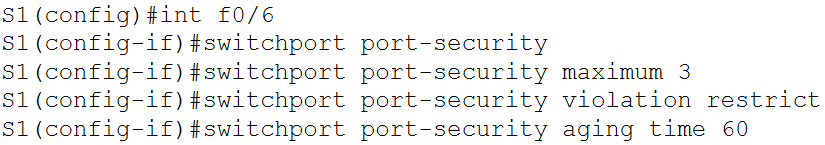 S1(config)#int f0/6
S1(config-if)#switchport port-security
S1(config-if)#switchport port-security maximum 3
S1(config-if)#switchport port-security violation restrict
S1(config-if)#switchport port-security aging time 60